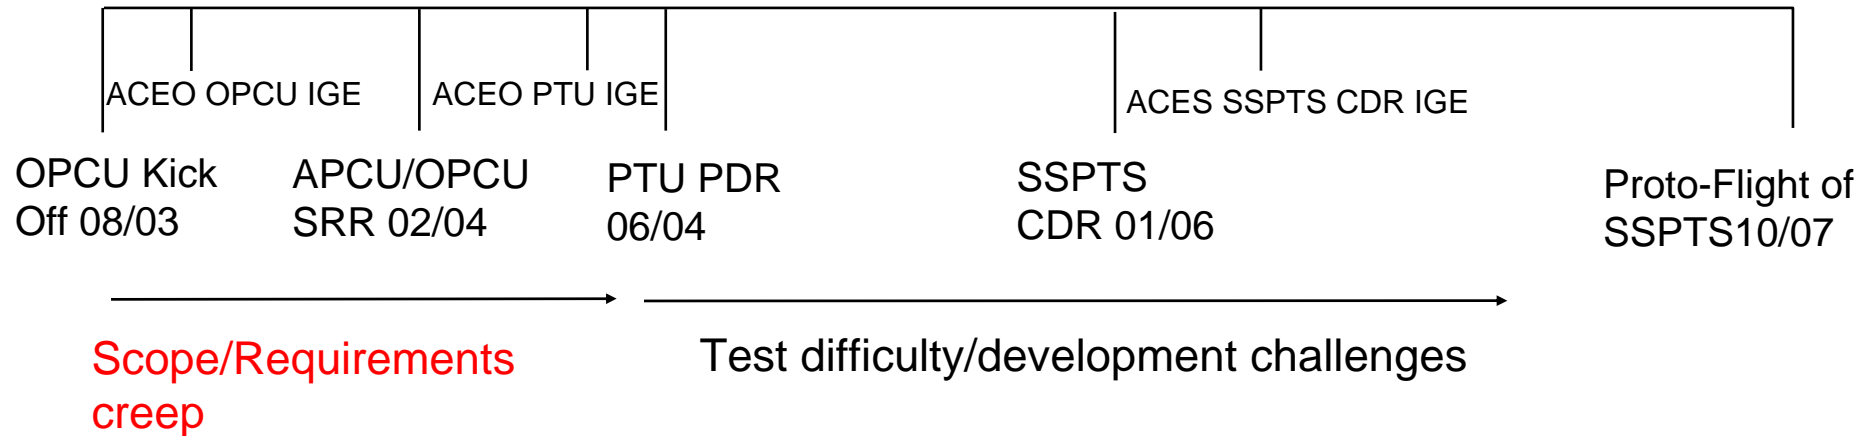 ACEO OPCU IGE
ACEO PTU IGE
ACES SSPTS CDR IGE
OPCU Kick
Off 08/03
APCU/OPCU
SRR 02/04
PTU PDR
06/04
SSPTS
CDR 01/06
Proto-Flight of
SSPTS10/07
Scope/Requirements
creep
Test difficulty/development challenges